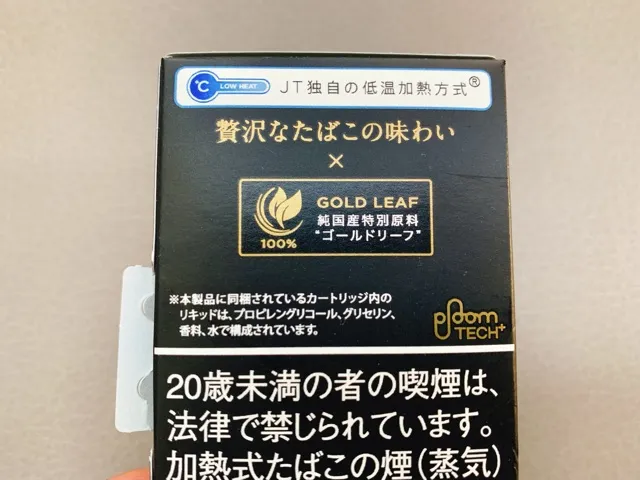 ℃ LOW HEAT JT独自の低温加熱方式®
贅沢なたばこの味わい
×
GOLD LEAF
純国産特別原料
100% "ゴールドリーフ"
※本製品に同梱されているカートリッジ内の
リキッドは、プロピレングリコール、グリセリン、
香料、水で構成されています。
ploom
TECH+
20歳未満の者の喫煙は、
法律で禁じられています。
加熱式たばこの煙(蒸気)